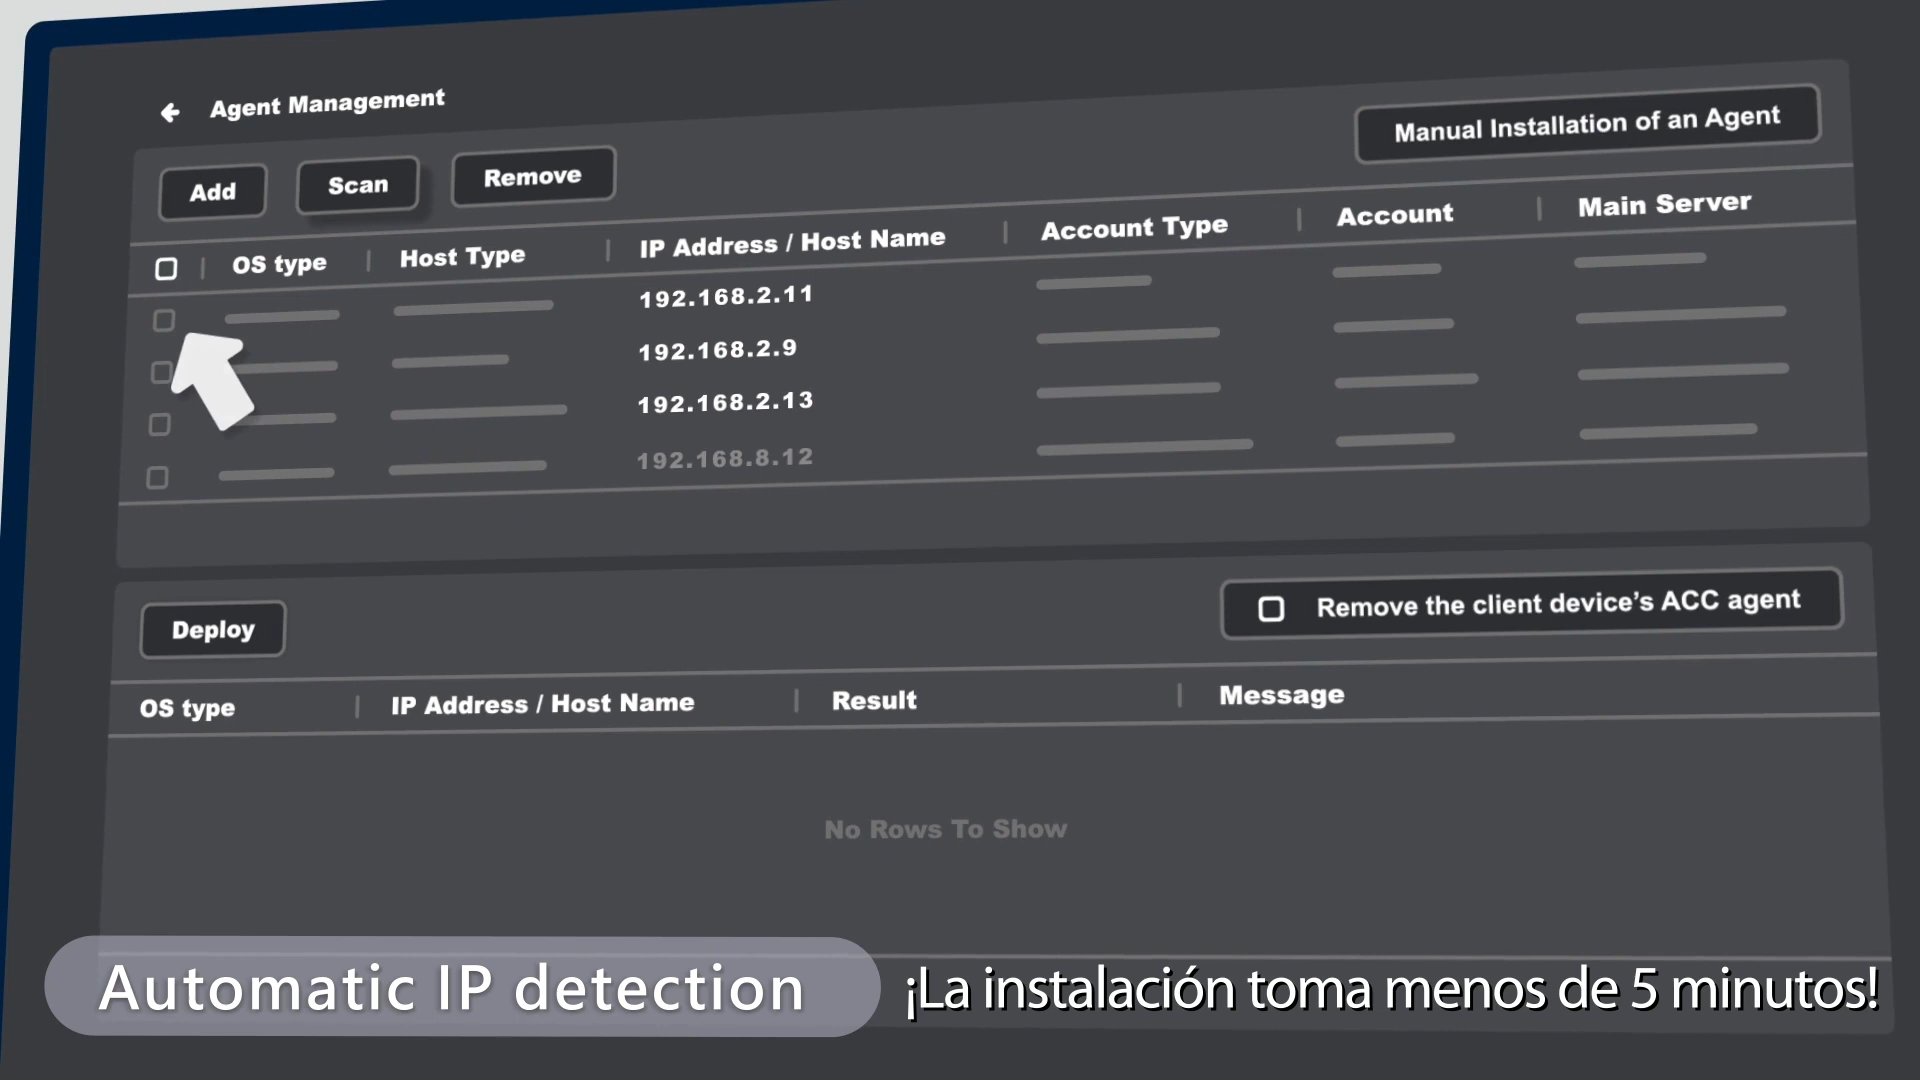 Agent Management
Manual Installation of an Agent
Add
Scan
Remove
OS type
Host Type
IP Address / Host Name
Account Type
Account
Main Server
192.168.2.11
192.168.2.9
192.168.2.13
192.168.8.12
Deploy
Remove the client device’s ACC agent
OS type
IP Address / Host Name
Result
Message
No Rows To Show
Automatic IP detection
¡La instalación toma menos de 5 minutos!